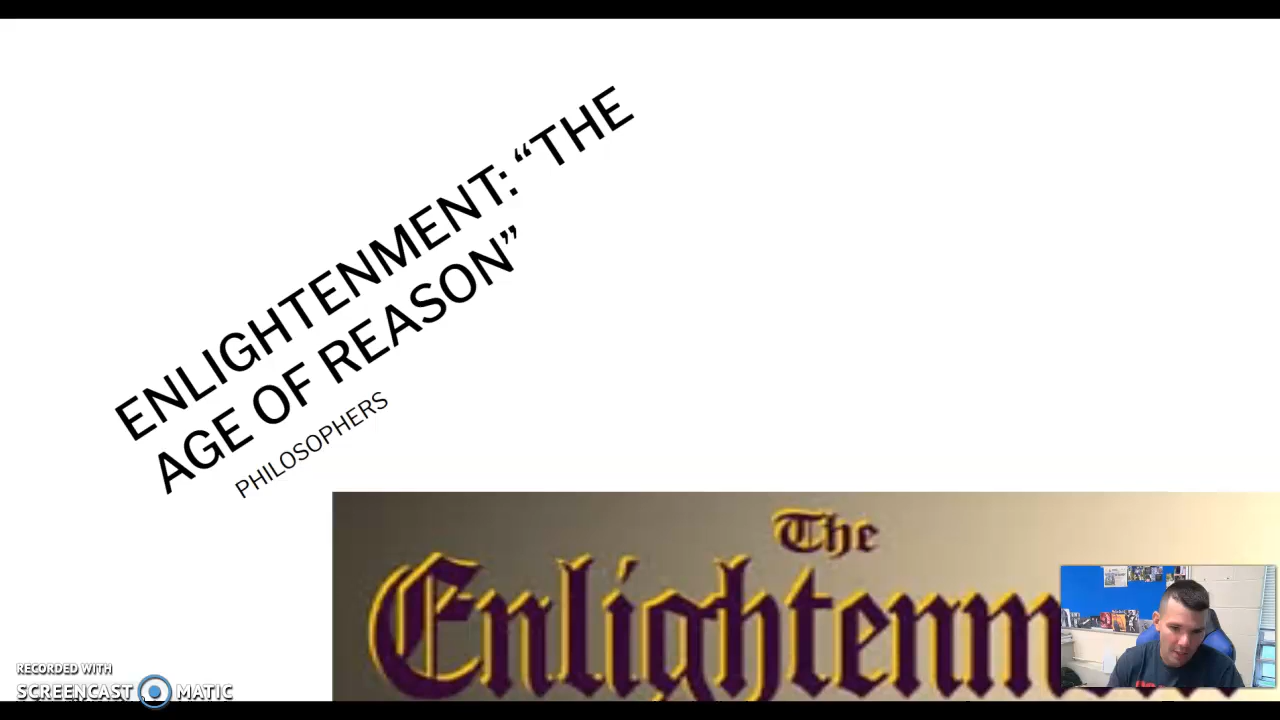 ENLIGHTENMENT: “THE
AGE OF REASON”
PHILOSOPHERS
The
Enlightenm
RECORDED WITH
SCREENCAST MATIC